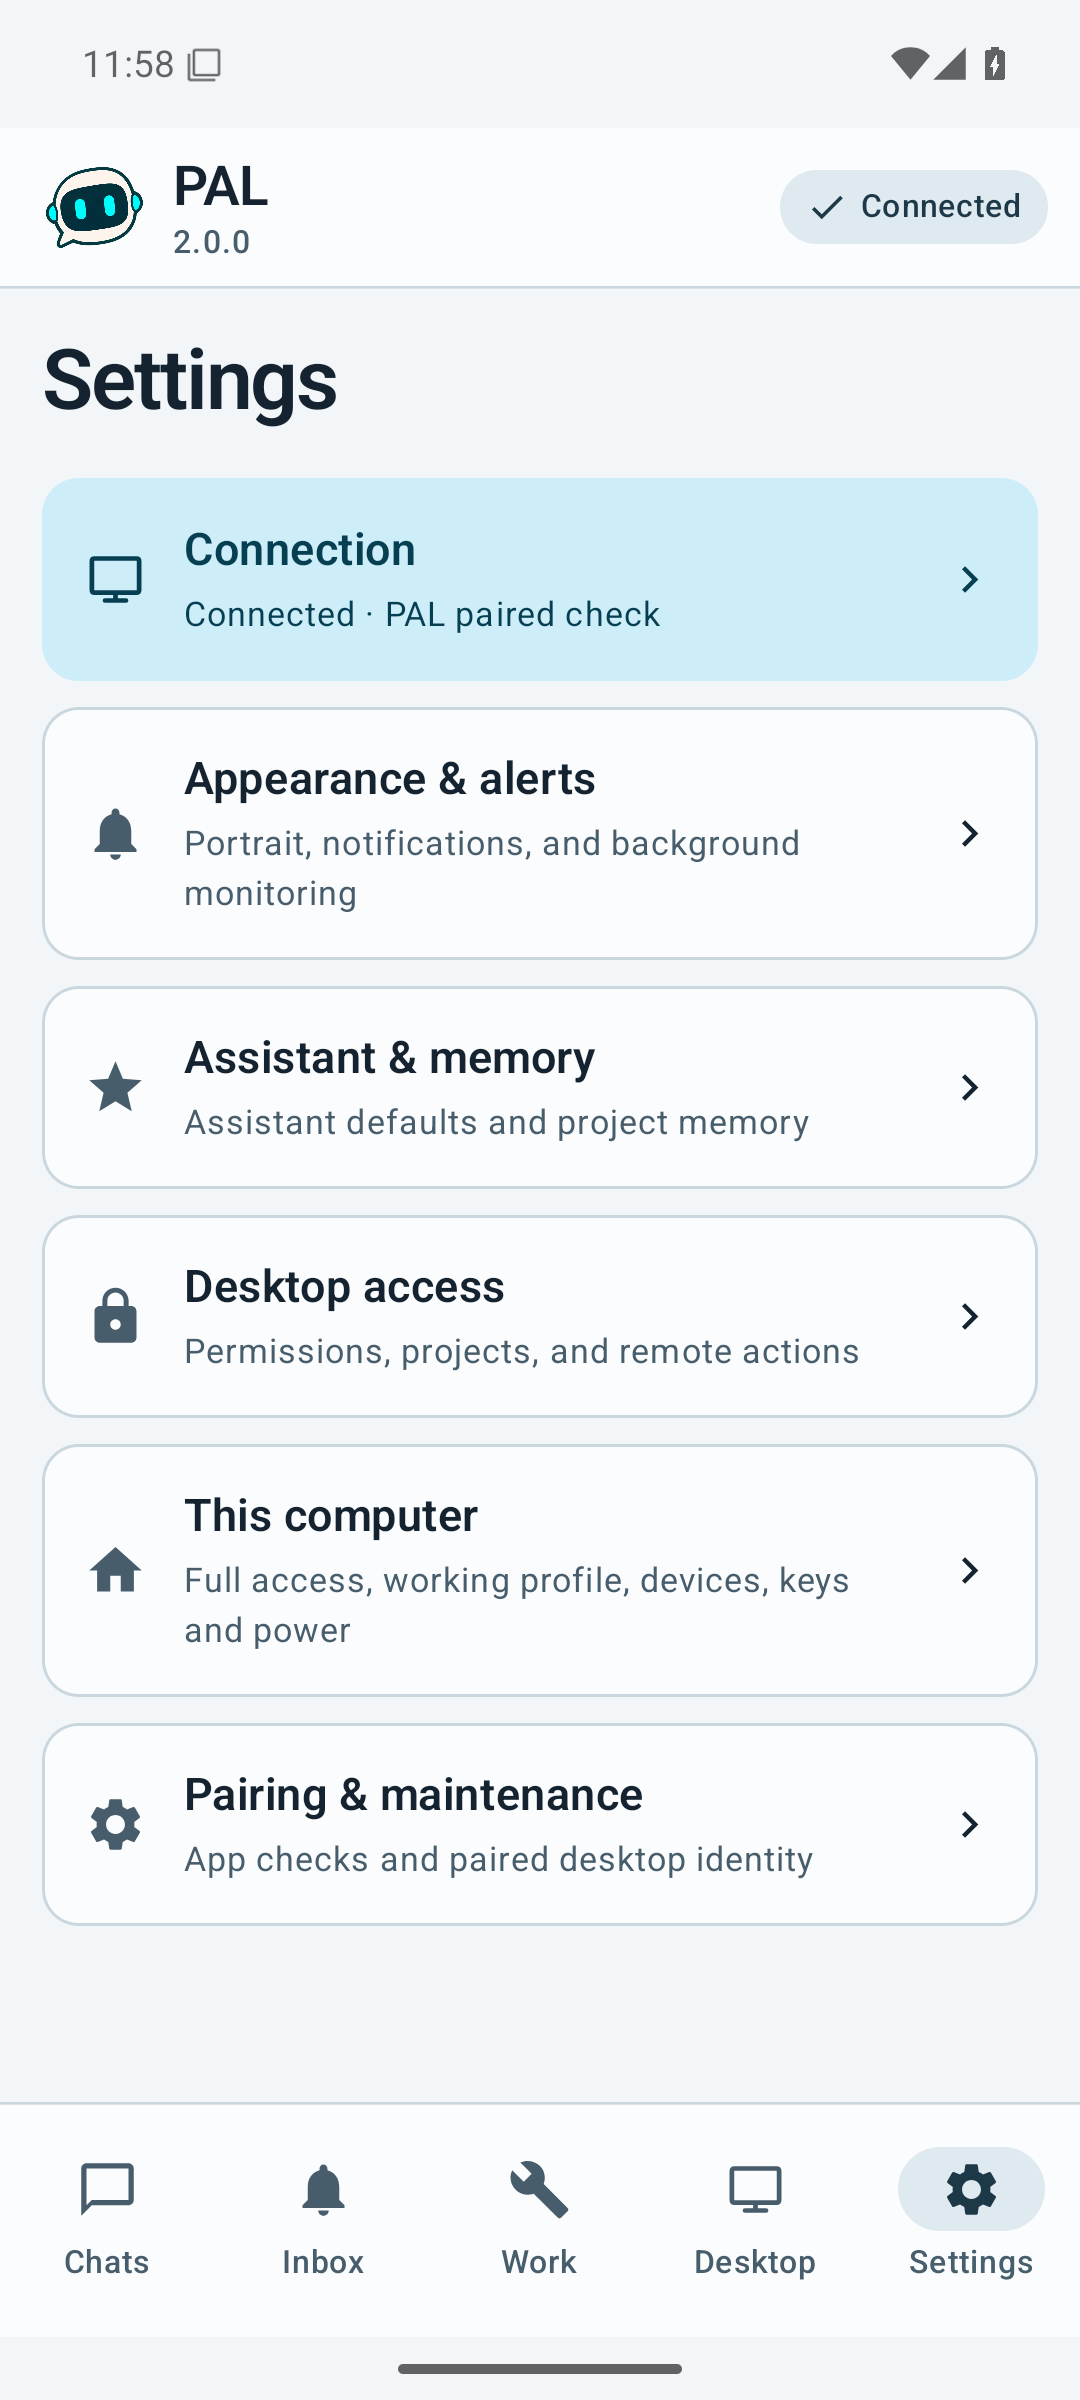 11:58
PAL
2.0.0
Connected
Settings
Connection
Connected · PAL paired check
Appearance & alerts
Portrait, notifications, and background
monitoring
Assistant & memory
Assistant defaults and project memory
Desktop access
Permissions, projects, and remote actions
This computer
Full access, working profile, devices, keys
and power
Pairing & maintenance
App checks and paired desktop identity
Chats
Inbox
Work
Desktop
Settings